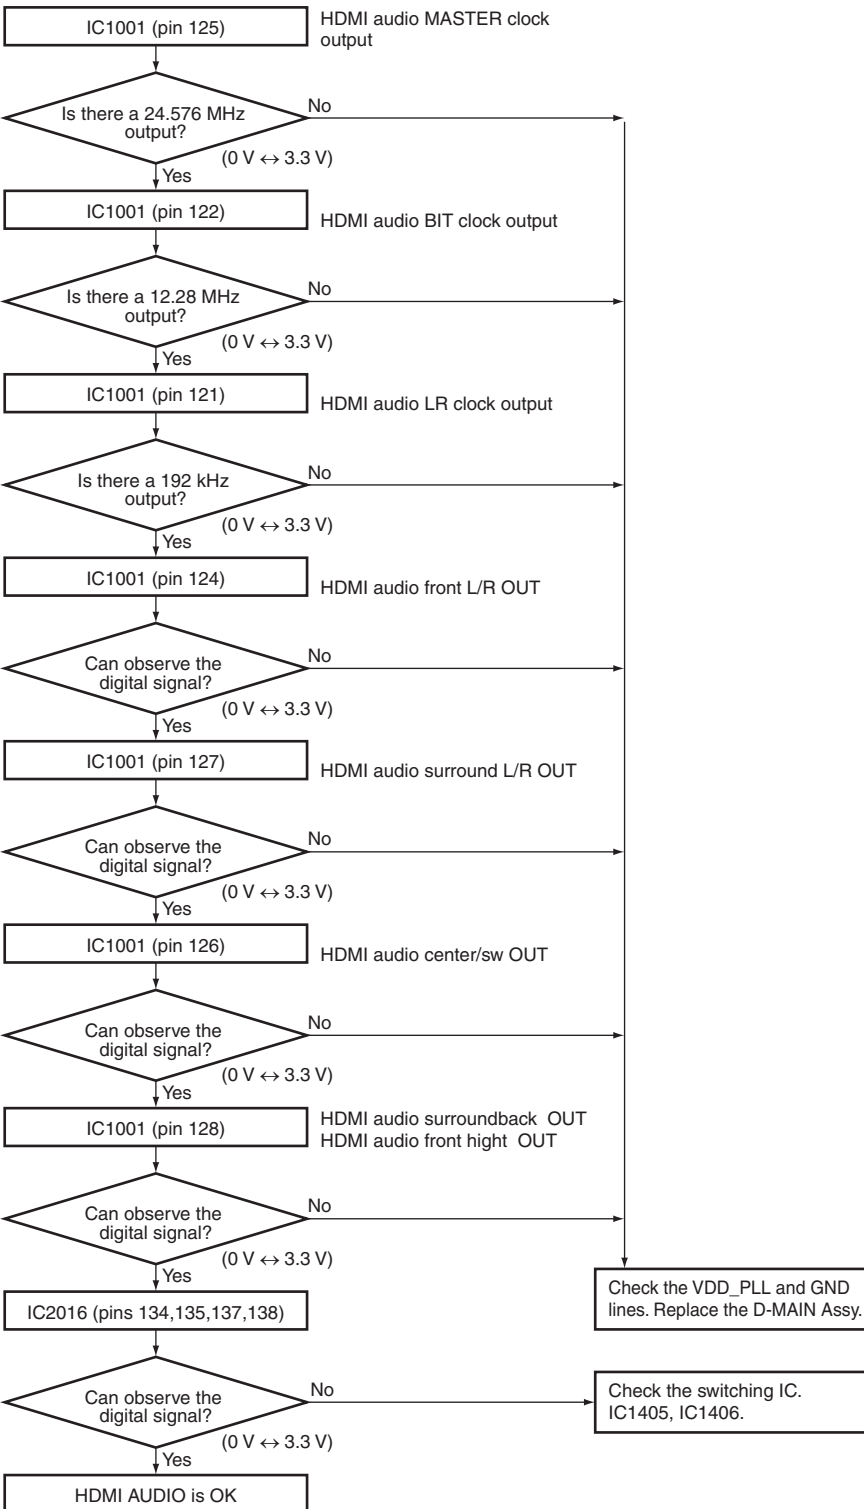 IC1001 (pin 125)
HDMI audio MASTER clock
output
Is there a 24.576 MHz
output?
No
(0 V ↔ 3.3 V)
Yes
IC1001 (pin 122)
HDMI audio BIT clock output
Is there a 12.28 MHz
output?
No
(0 V ↔ 3.3 V)
Yes
IC1001 (pin 121)
HDMI audio LR clock output
Is there a 192 kHz
output?
No
(0 V ↔ 3.3 V)
Yes
IC1001 (pin 124)
HDMI audio front L/R OUT
Can observe the
digital signal?
No
(0 V ↔ 3.3 V)
Yes
IC1001 (pin 127)
HDMI audio surround L/R OUT
Can observe the
digital signal?
No
(0 V ↔ 3.3 V)
Yes
IC1001 (pin 126)
HDMI audio center/sw OUT
Can observe the
digital signal?
No
(0 V ↔ 3.3 V)
Yes
IC1001 (pin 128)
HDMI audio surroundback  OUT
HDMI audio front hight  OUT
Can observe the
digital signal?
No
(0 V ↔ 3.3 V)
Yes
Check the VDD_PLL and GND
lines. Replace the D-MAIN Assy.
IC2016 (pins 134,135,137,138)
Can observe the
digital signal?
No
Check the switching IC.
IC1405, IC1406.
(0 V ↔ 3.3 V)
Yes
HDMI AUDIO is OK